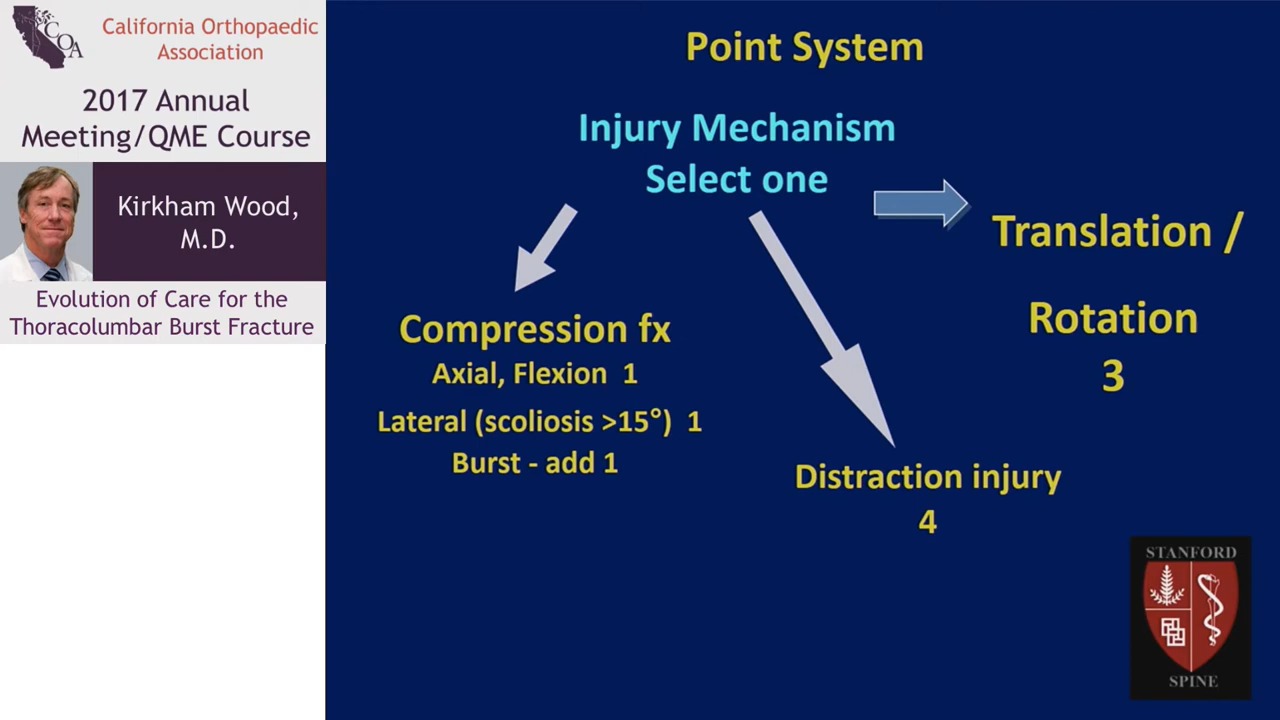 COA
California Orthopaedic
Association
2017 Annual
Meeting/QME Course
Kirkham Wood,
M.D.
Evolution of Care for the
Thoracolumbar Burst Fracture
Point System
Injury Mechanism
Select one
Translation /
Rotation
3
Compression fx
Axial, Flexion 1
Lateral (scoliosis >15°) 1
Burst - add 1
Distraction injury
4
STANFORD
SPINE